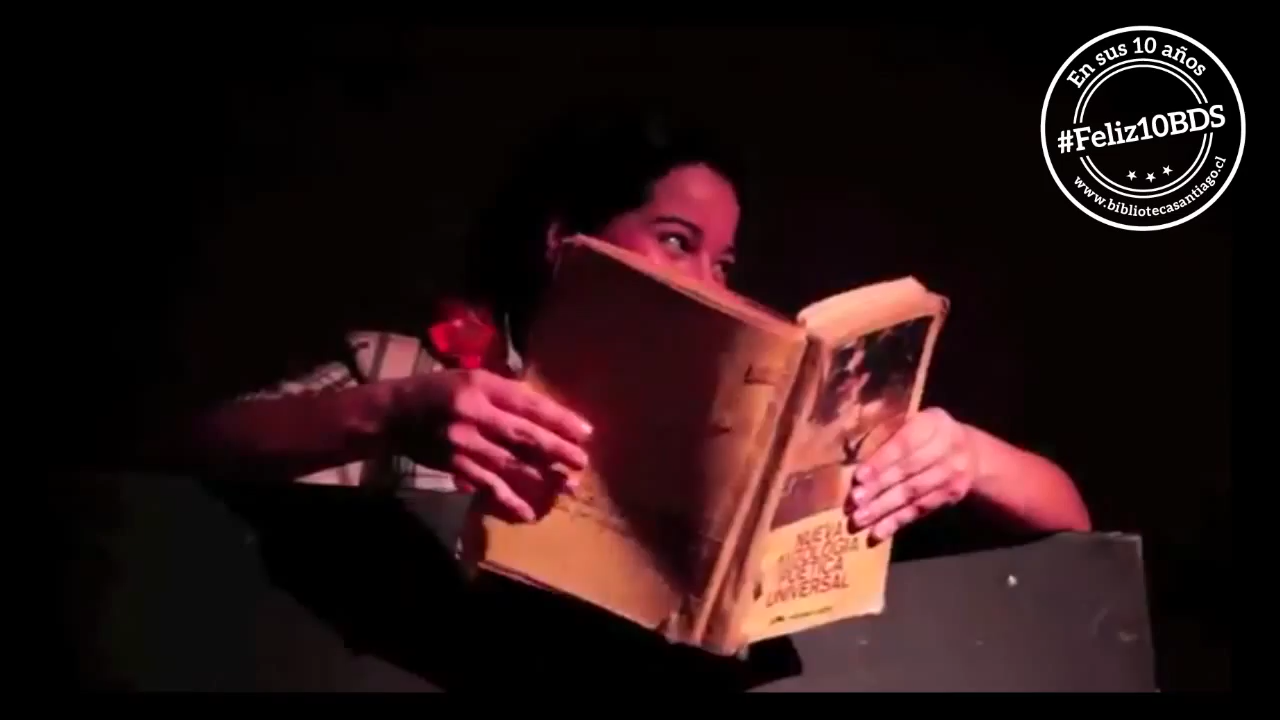 En sus 10 años
#Feliz10BDS
www.bibliotecasantiago.cl
NUEVA
ANTOLOGIA
POETICA
UNIVERSAL